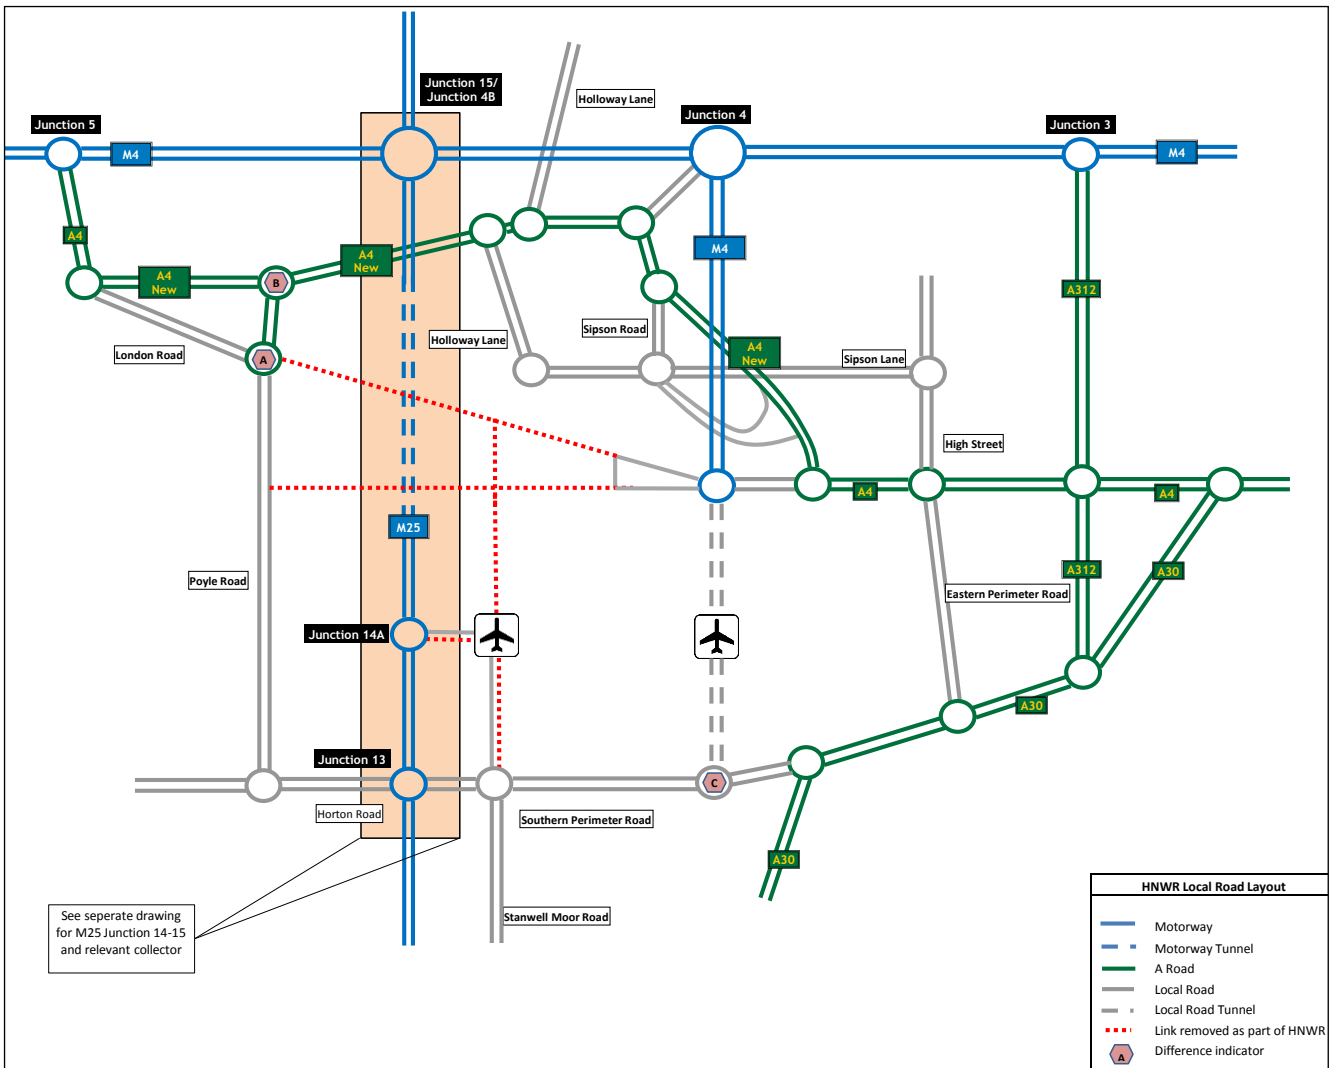 Junction 15/
Junction 4B
Holloway Lane
Junction 4
Junction 5
Junction 3
M4
M4
A4
A4
New
A4
New
M4
B
A312
London Road
A
Holloway Lane
Sipson Road
A4
New
Sipson Lane
High Street
A4
A4
M25
Poyle Road
A312
A30
Eastern Perimeter Road
Junction 14A
A30
Junction 13
C
Horton Road
Southern Perimeter Road
A30
Stanwell Moor Road
See seperate drawing
for M25 Junction 14-15
and relevant collector
HNWR Local Road Layout
Motorway
Motorway Tunnel
A Road
Local Road
Local Road Tunnel
Link removed as part of HNWR
A
Difference indicator